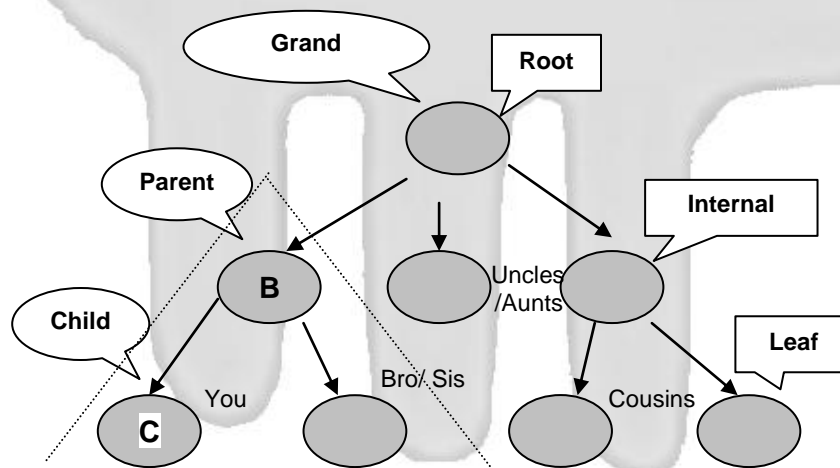 Grand
Root
Parent
Internal
B
Uncles
/Aunts
Child
Leaf
You
Bro/ Sis
Cousins
C